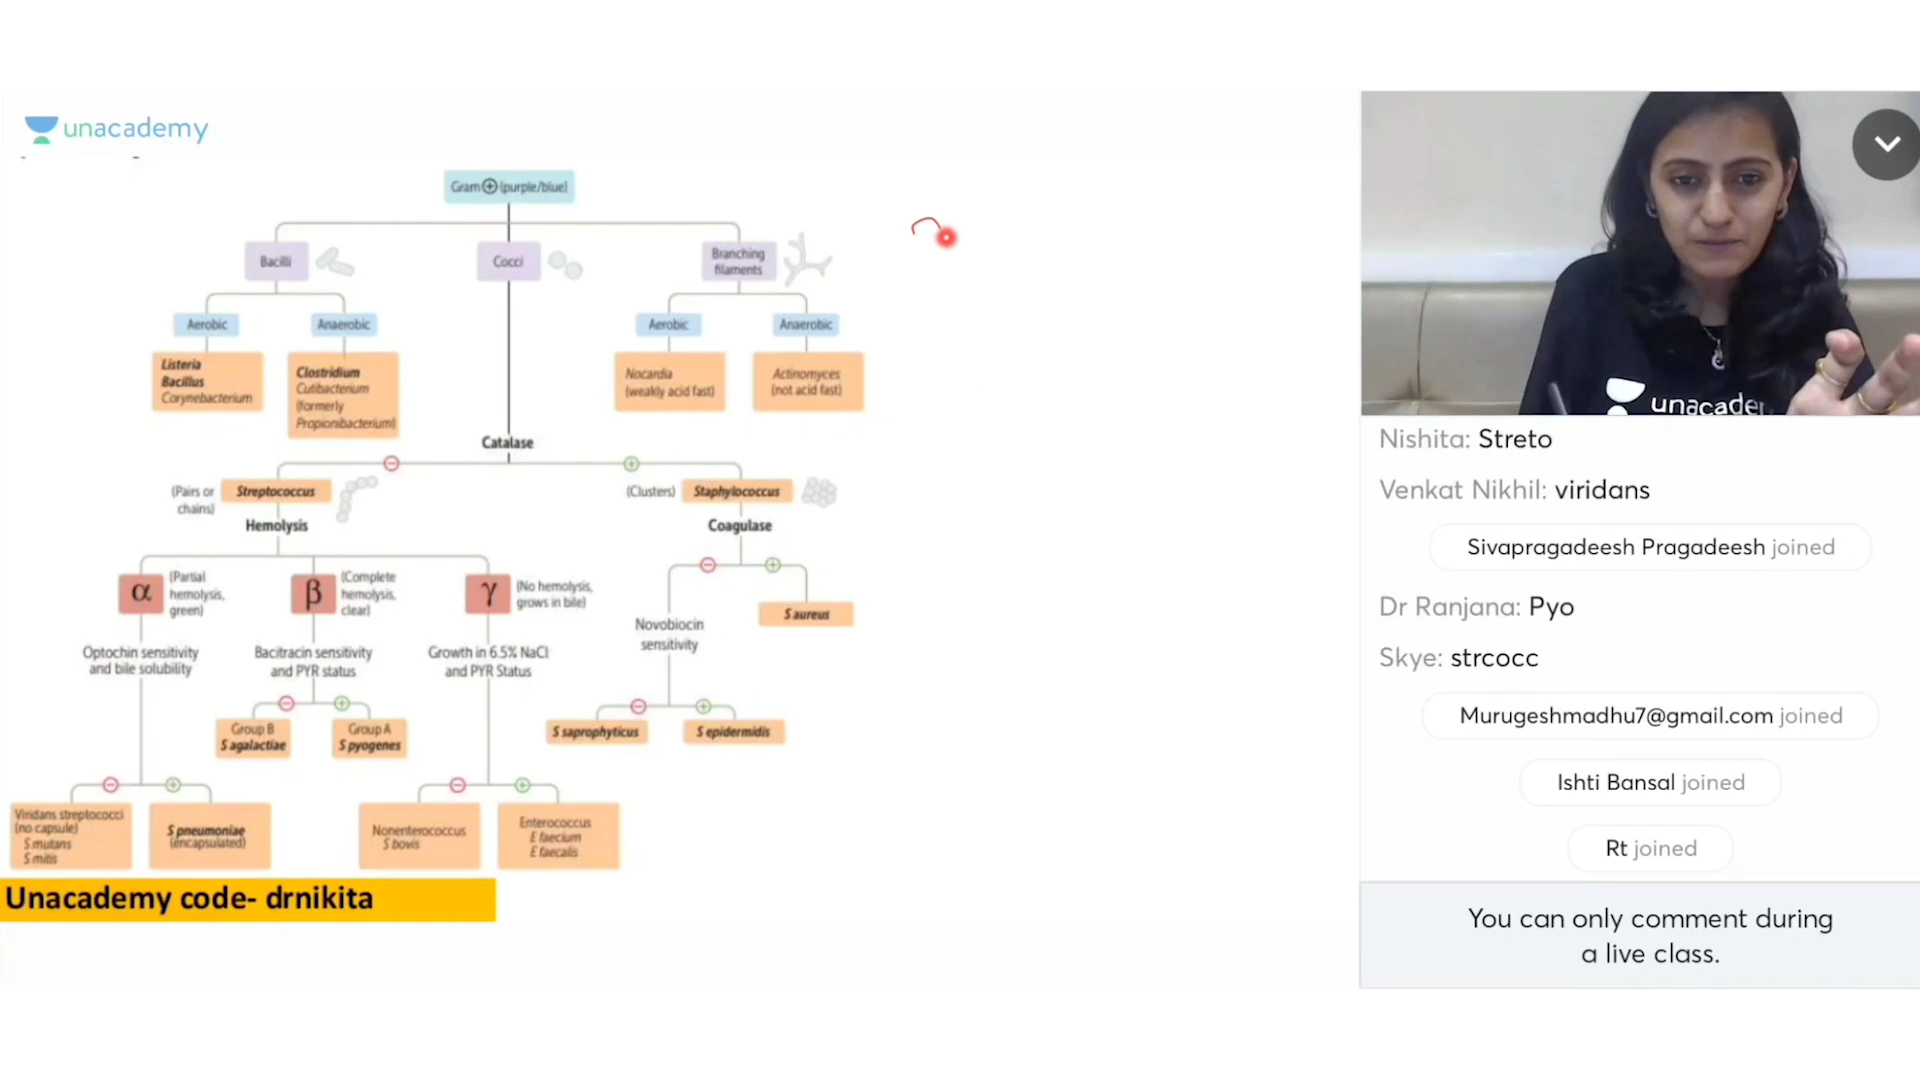 unacademy
Gram⊕(purple/blue)
Bacilli
Cocci
Branching
filaments
Aerobic
Anaerobic
Aerobic
Anaerobic
Listeria
Bacillus
Corynebacterium
Clostridium
Cutibacterium
(formerly
Propionibacterium)
Nocardia
(weakly acid fast)
Actinomyces
(not acid fast)
Catalase
(Pairs or
chains)
Streptococcus
(Clusters)
Staphylococcus
Hemolysis
Coagulase
α
(Partial
hemolysis,
green)
β
(Complete
hemolysis,
clear)
γ
(No hemolysis,
grows in bile)
S aureus
Novobiocin
sensitivity
Optochin sensitivity
and bile solubility
Bacitracin sensitivity
and PYR status
Growth in 6.5% NaCl
and PYR Status
Group B
S agalactiae
Group A
S pyogenes
S saprophyticus
S epidermidis
Viridans streptococci
(no capsule)
S mutans
S mitis
S pneumoniae
(encapsulated)
Nonenterococcus
S bovis
Enterococcus
E faecium
E faecalis
Unacademy code- drnikita
unacade
Nishita: Streto
Venkat Nikhil: viridans
Sivapragadeesh Pragadeesh joined
Dr Ranjana: Pyo
Skye: strcocc
Murugeshmadhu7@gmail.com joined
Ishti Bansal joined
Rt joined
You can only comment during
a live class.